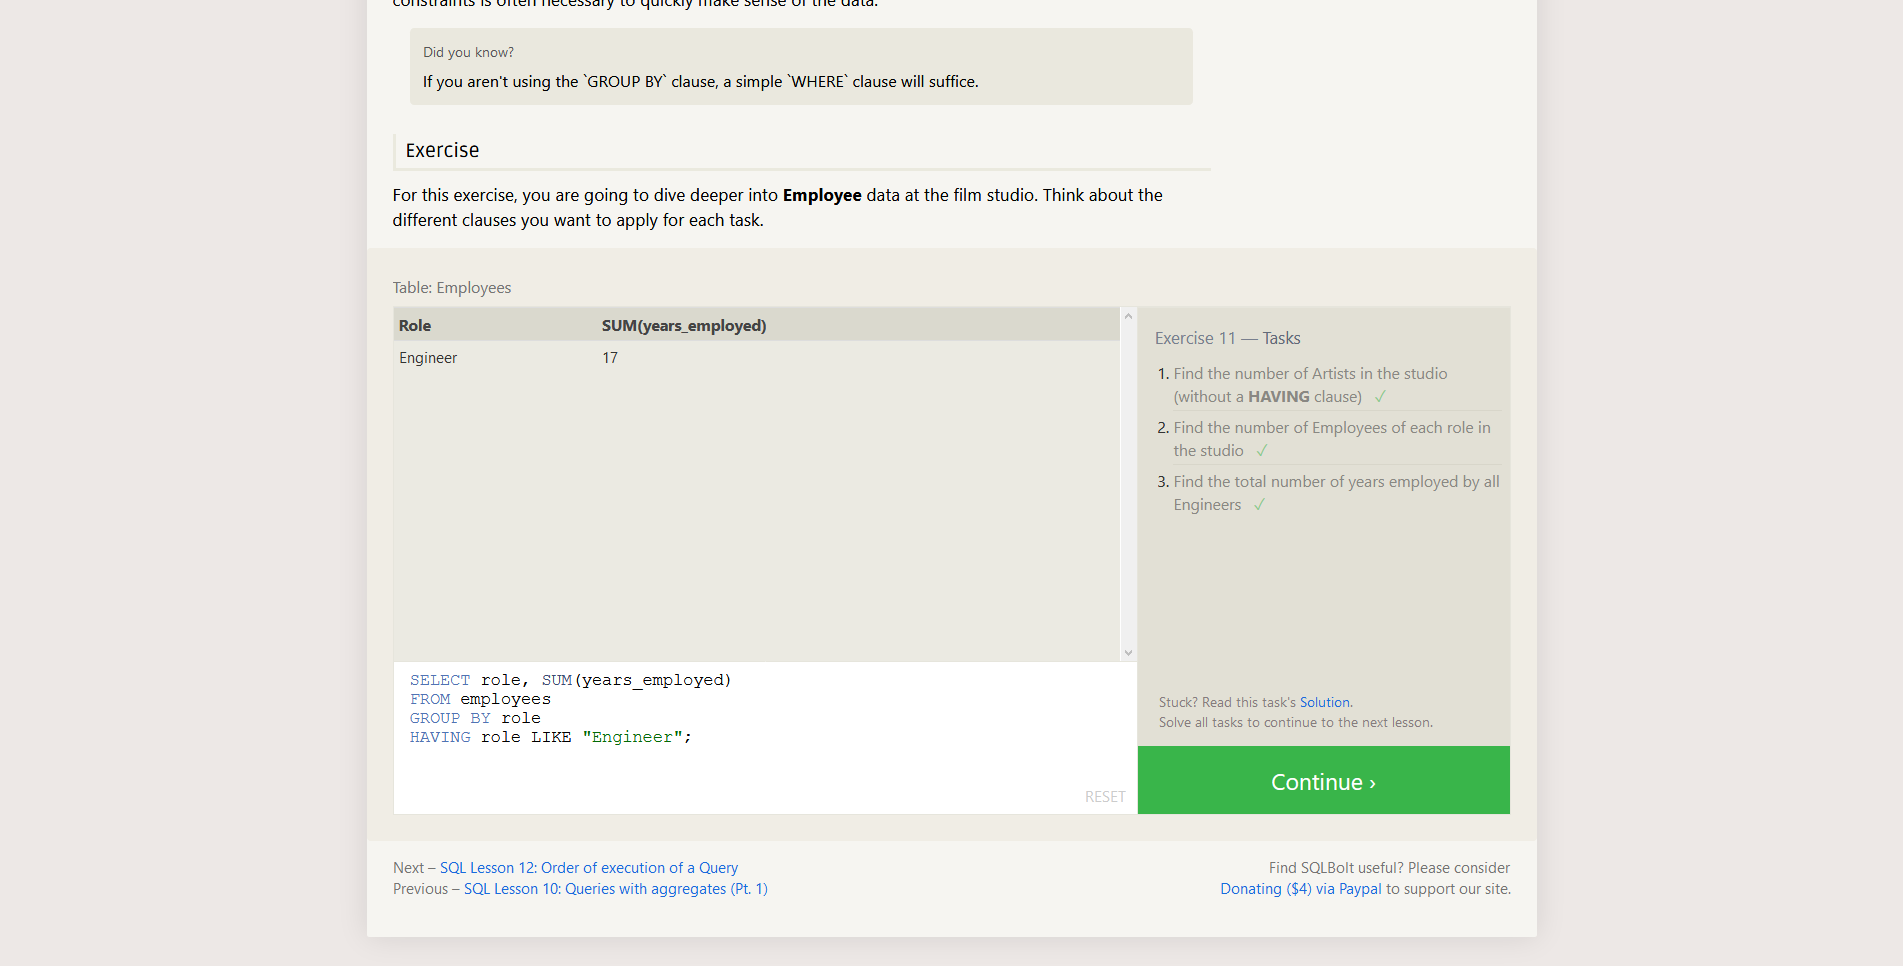 constraints is often necessary to quickly make sense of the data.
Did you know?
If you aren't using the `GROUP BY` clause, a simple `WHERE` clause will suffice.
Exercise
For this exercise, you are going to dive deeper into Employee data at the film studio. Think about the
different clauses you want to apply for each task.
Table: Employees
Role SUM(years_employed)
Engineer 17
SELECT role, SUM(years_employed)
FROM employees
GROUP BY role
HAVING role LIKE "Engineer";
RESET
Exercise 11 — Tasks
1. Find the number of Artists in the studio
(without a HAVING clause) ✓
2. Find the number of Employees of each role in
the studio ✓
3. Find the total number of years employed by all
Engineers ✓
Stuck? Read this task's Solution.
Solve all tasks to continue to the next lesson.
Continue ›
Next – SQL Lesson 12: Order of execution of a Query
Previous – SQL Lesson 10: Queries with aggregates (Pt. 1)
Find SQLBolt useful? Please consider
Donating ($4) via Paypal to support our site.